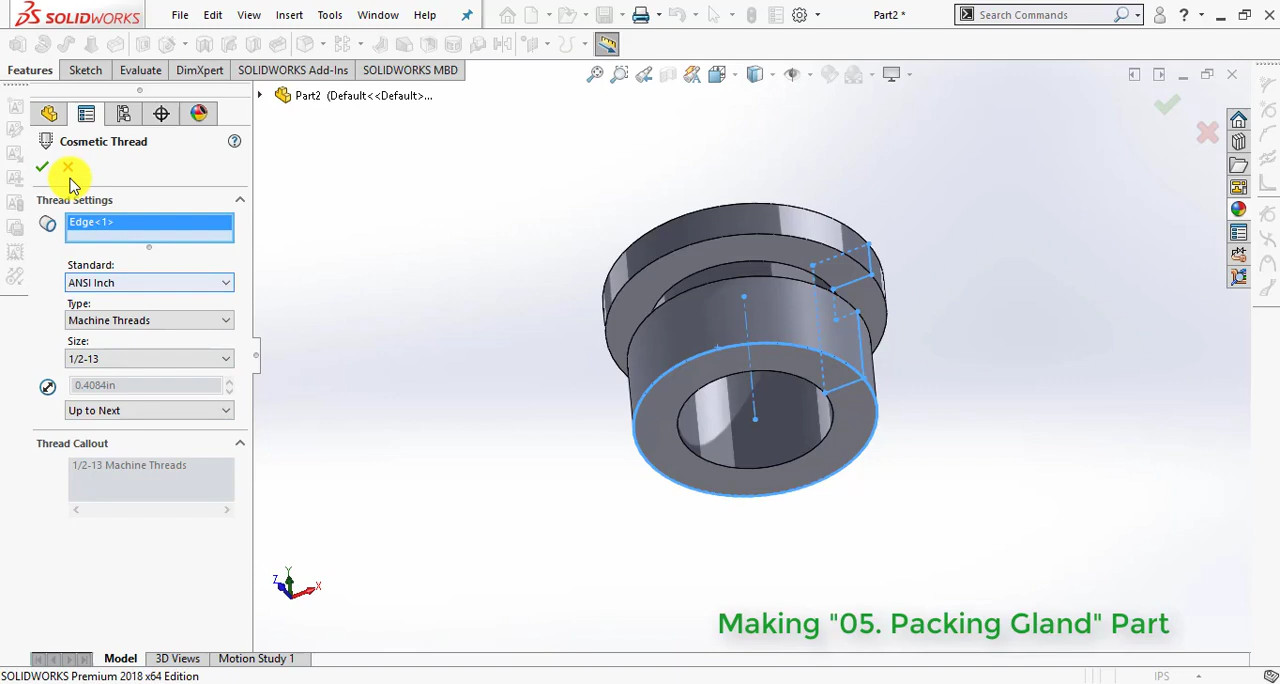 SOLIDWORKS
File Edit View Insert Tools Window Help
Part2 *
Search Commands
?
Features Sketch Evaluate DimXpert SOLIDWORKS Add-Ins SOLIDWORKS MBD
Part2 (Default<<Default>...
Cosmetic Thread
?
Thread Settings
Edge<1>
Standard:
ANSI Inch
Type:
Machine Threads
Size:
1/2-13
0.4084in
Up to Next
Thread Callout
1/2-13 Machine Threads
Y
Z
X
Making "05. Packing Gland" Part
Model 3D Views Motion Study 1
SOLIDWORKS Premium 2018 x64 Edition
IPS